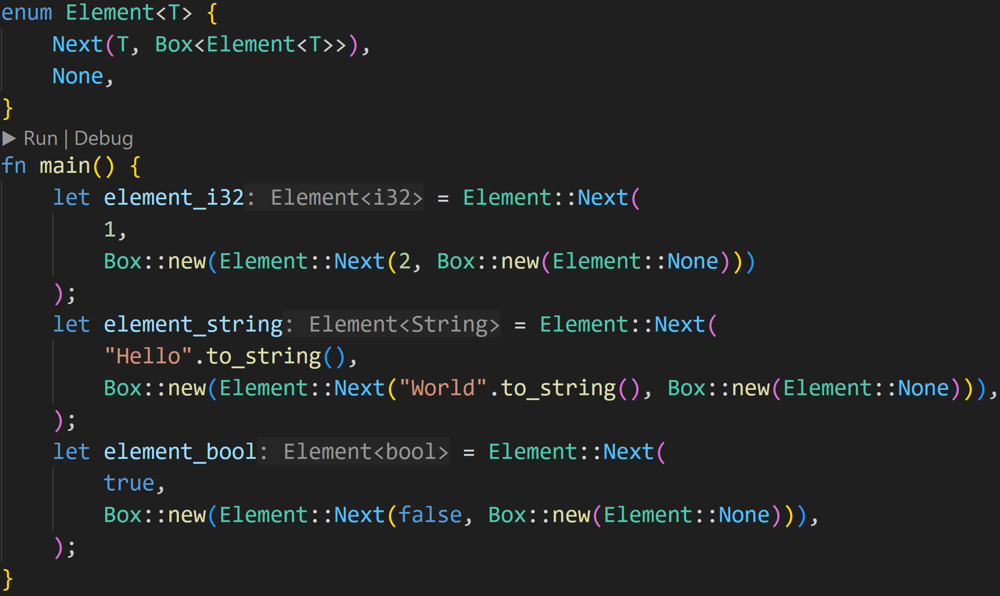 enum Element<T> {
    Next(T, Box<Element<T>>),
    None,
}
▶ Run | Debug
fn main() {
    let element_i32: Element<i32> = Element::Next(
        1,
        Box::new(Element::Next(2, Box::new(Element::None)))
    );
    let element_string: Element<String> = Element::Next(
        "Hello".to_string(),
        Box::new(Element::Next("World".to_string(), Box::new(Element::None))),
    );
    let element_bool: Element<bool> = Element::Next(
        true,
        Box::new(Element::Next(false, Box::new(Element::None))),
    );
}